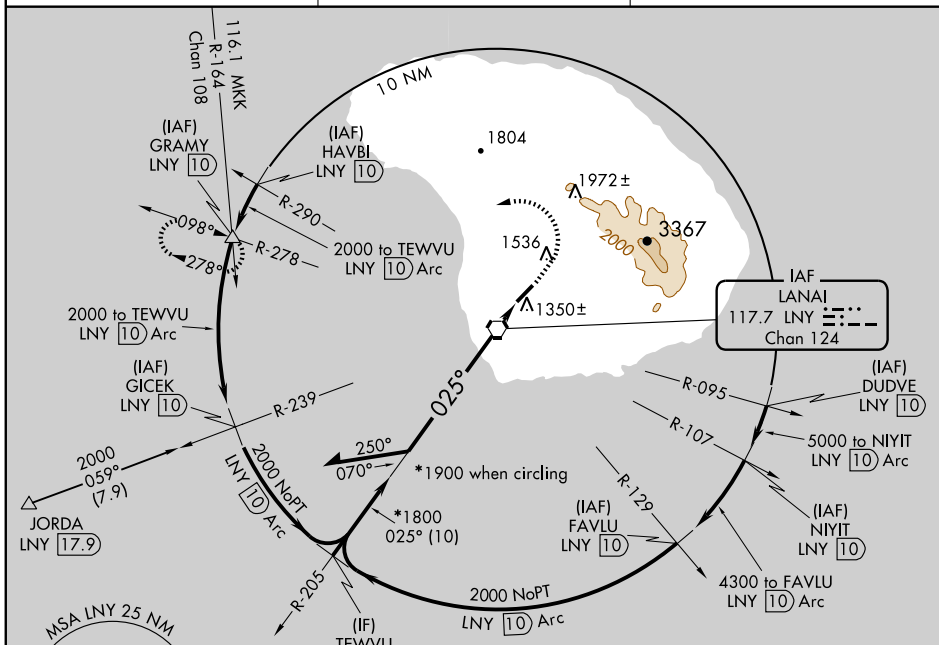 116.1 MKK
R-164
Chan 108
10 NM
(IAF)
GRAMY
LNY 10
(IAF)
HAVBI
LNY 10
1804
1972±
R-290
098°
278°
R-278
2000 to TEWVU
LNY 10 Arc
1536
2000
3367
1350±
IAF
LANAI
117.7 LNY
Chan 124
2000 to TEWVU
LNY 10 Arc
(IAF)
GICEK
LNY 10
R-239
025°
R-095
(IAF)
DUDVE
LNY 10
R-107
5000 to NIYIT
LNY 10 Arc
2000
059°
(7.9)
JORDA
LNY 17.9
2000 NoPT
LNY 10 Arc
250°
070°
*1900 when circling
R-129
(IAF)
FAVLU
LNY 10
(IAF)
NIYIT
LNY 10
*1800
025° (10)
4300 to FAVLU
LNY 10 Arc
R-205
2000 NoPT
LNY 10 Arc
(IF)
TEWVU
MSA LNY 25 NM